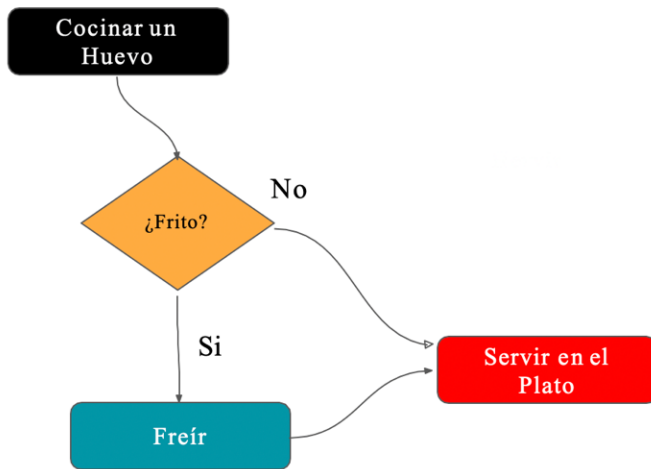 Cocinar un
Huevo
¿Frito?
No
Si
Servir en el
Plato
Freír